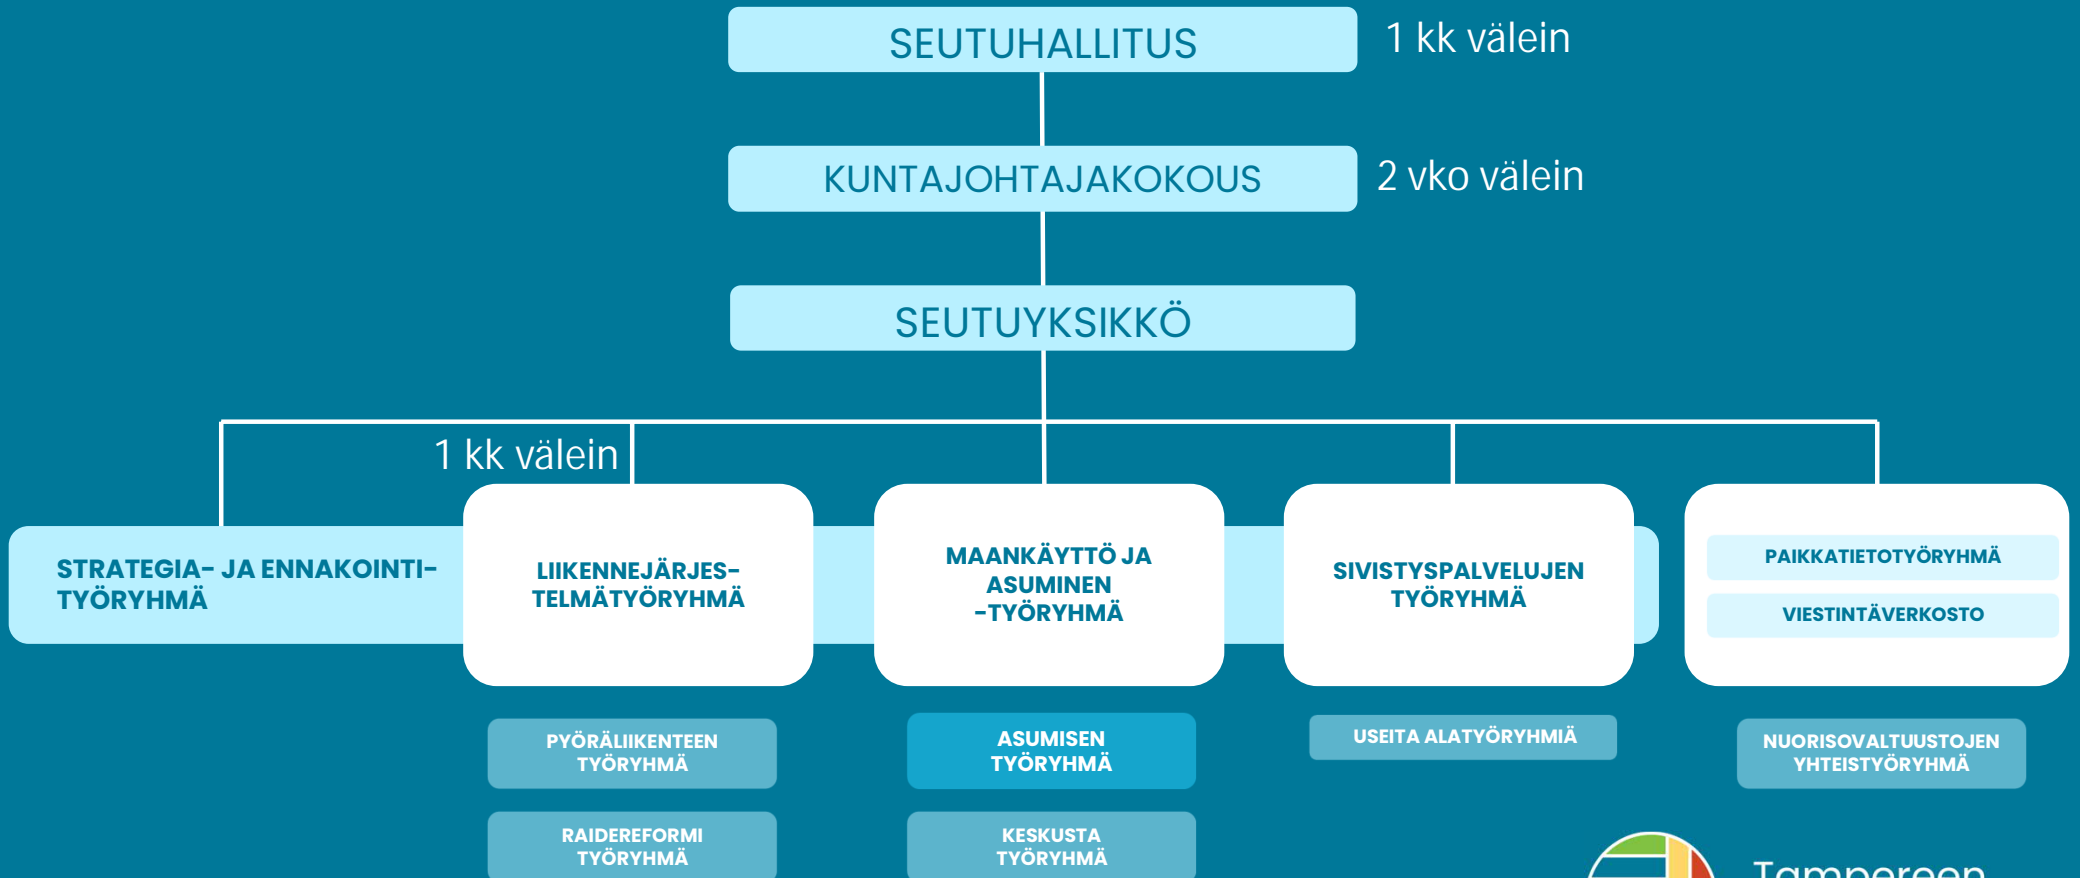 SEUTUHALLITUS
1 kk välein
KUNTAJOHTAJAKOKOUS
2 vko välein
SEUTUYKSIKKÖ
1 kk välein
STRATEGIA- JA ENNAKOINTI-
TYÖRYHMÄ
LIIKENNEJÄRJES-
TELMÄTYÖRYHMÄ
MAANKÄYTTÖ JA
ASUMINEN
-TYÖRYHMÄ
SIVISTYSPALVELUJEN
TYÖRYHMÄ
PAIKKATIETOTYÖRYHMÄ
VIESTINTÄVERKOSTO
PYÖRÄLIIKENTEEN
TYÖRYHMÄ
ASUMISEN
TYÖRYHMÄ
USEITA ALATYÖRYHMIÄ
NUORISOVALTUUSTOJEN
YHTEISTYÖRYHMÄ
RAIDEREFORMI
TYÖRYHMÄ
KESKUSTA
TYÖRYHMÄ
Tampereen